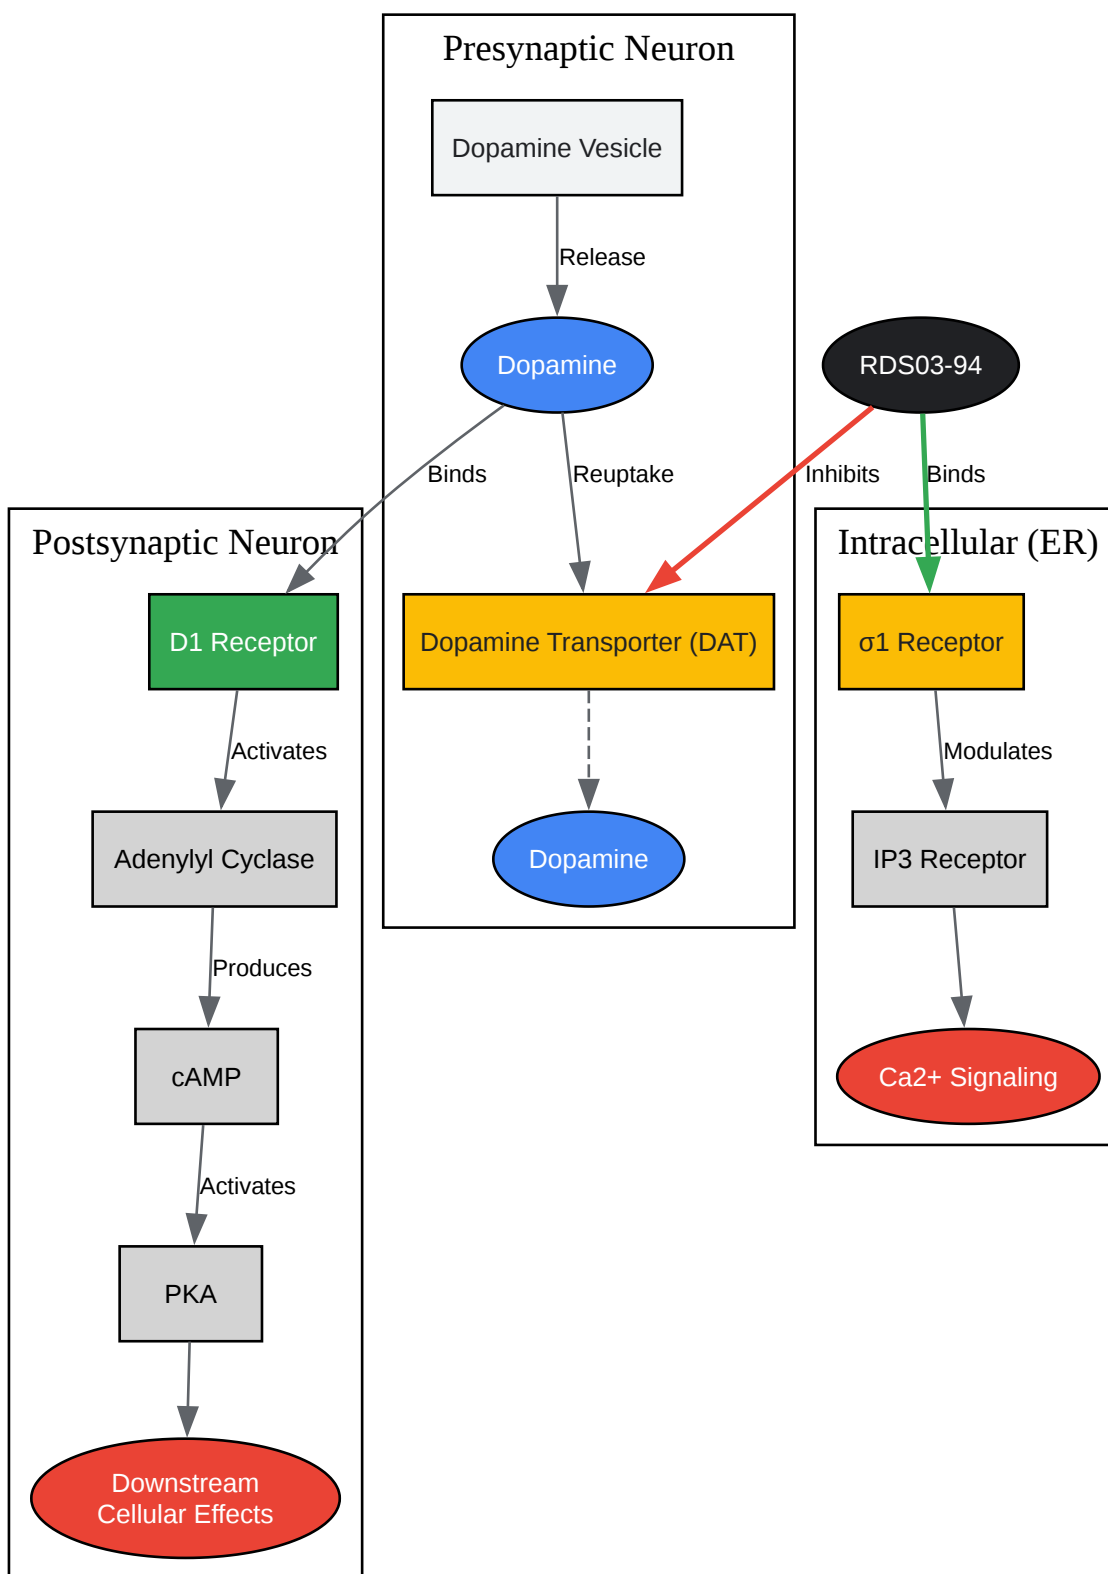 Presynaptic Neuron
Dopamine Vesicle
Release
Dopamine
RDS03-94
Binds
Reuptake
Inhibits
Binds
Postsynaptic Neuron
Intracellular (ER)
D1 Receptor
Dopamine Transporter (DAT)
σ1 Receptor
Activates
Modulates
Adenylyl Cyclase
Dopamine
IP3 Receptor
Produces
cAMP
Ca2+ Signaling
Activates
PKA
Downstream
Cellular Effects